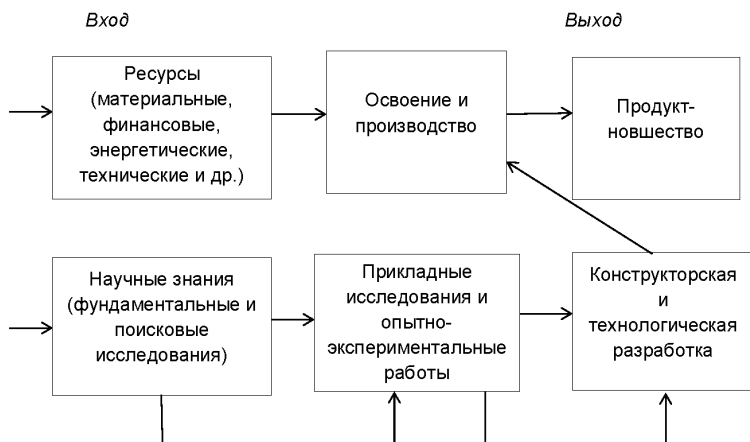 Вход
Выход
Ресурсы
(материальные,
финансовые,
энергетические,
технические и др.)
Освоение и
производство
Продукт-
новшество
Научные знания
(фундаментальные и
поисковые
исследования)
Прикладные
исследования и
опытно-
экспериментальные
работы
Конструкторская
и
технологическая
разработка